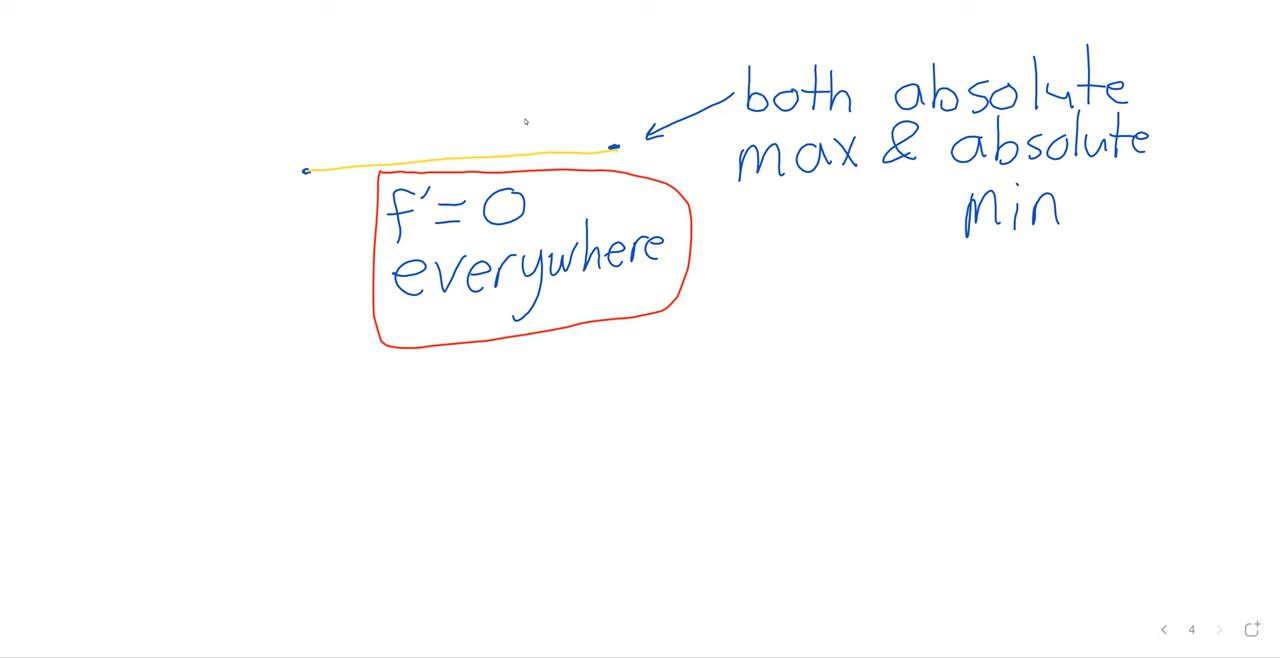 both absolute
max & absolute
min
f' = 0
everywhere
4